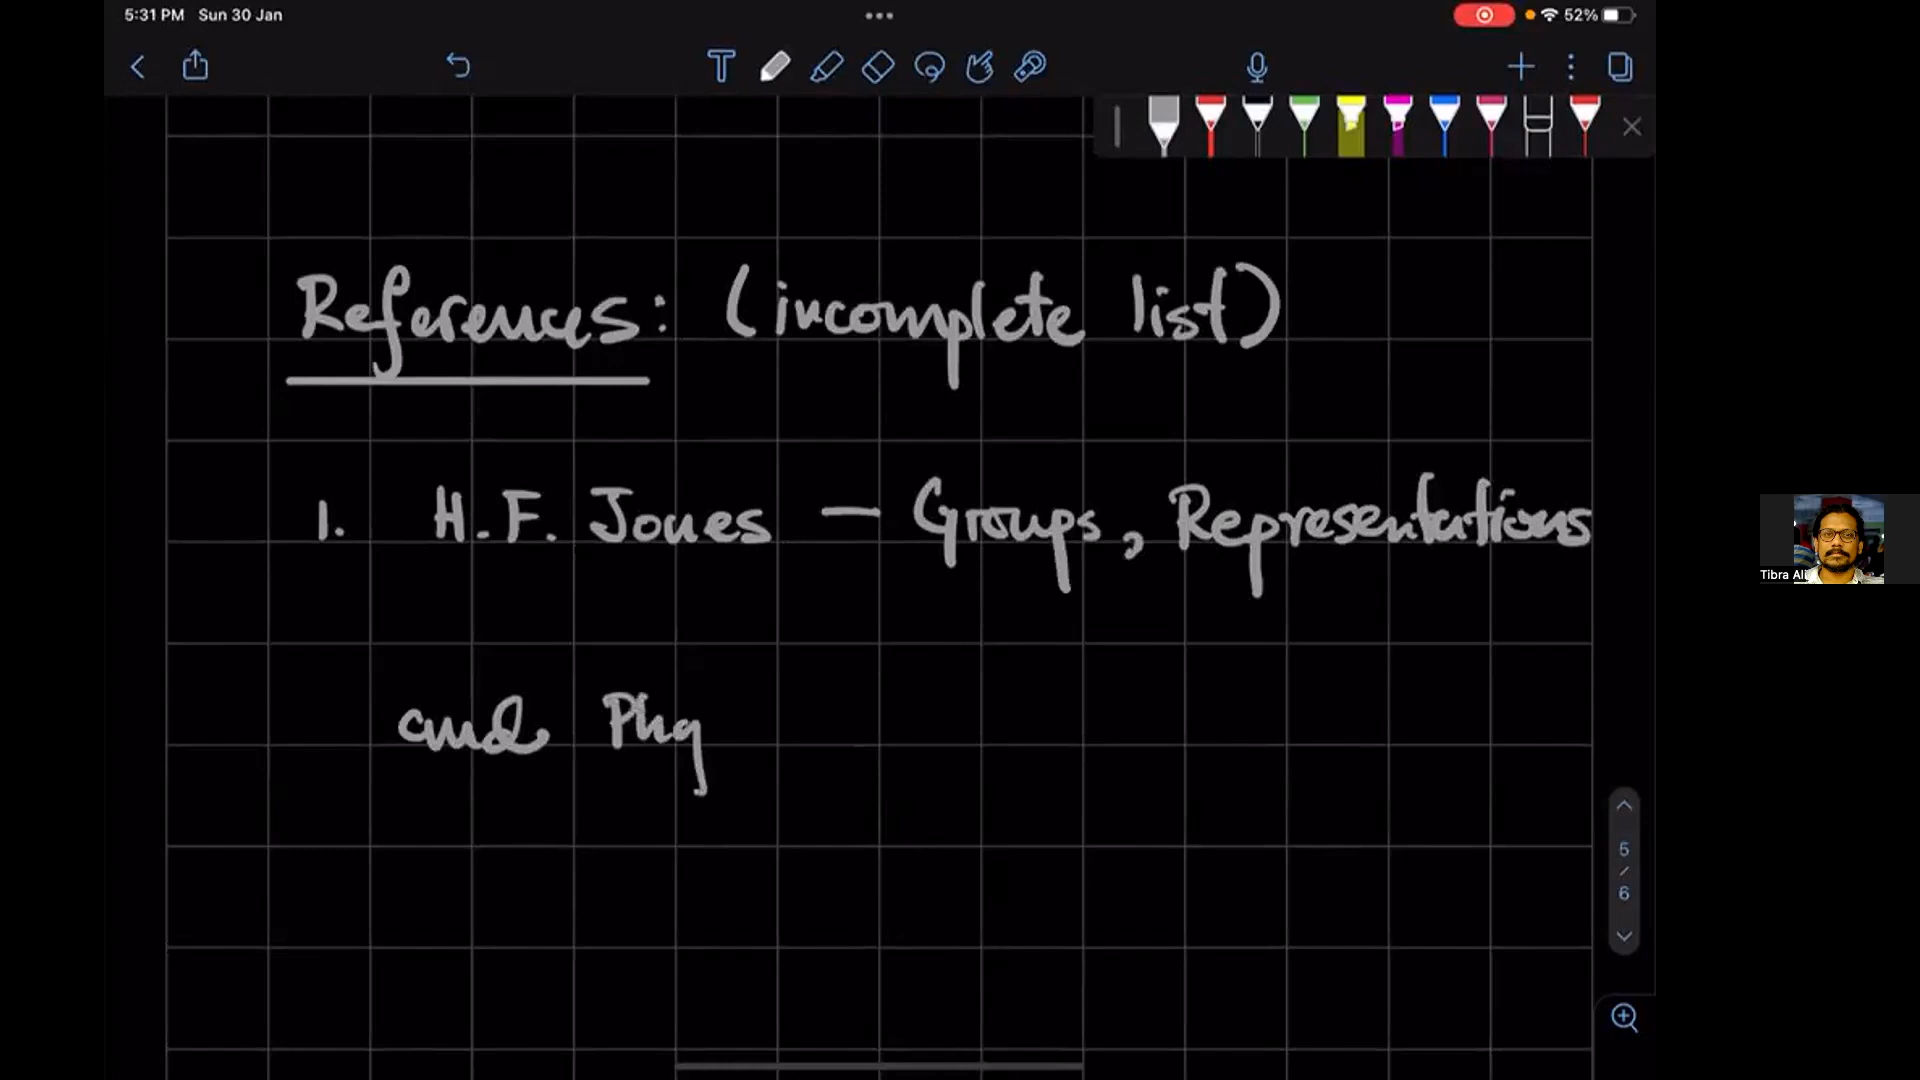 5:31 PM Sun 30 Jan
52%
References: (incomplete list)
1. H.F. Jones — Groups, Representations
and Phy
5
/
6
Tibra Ali